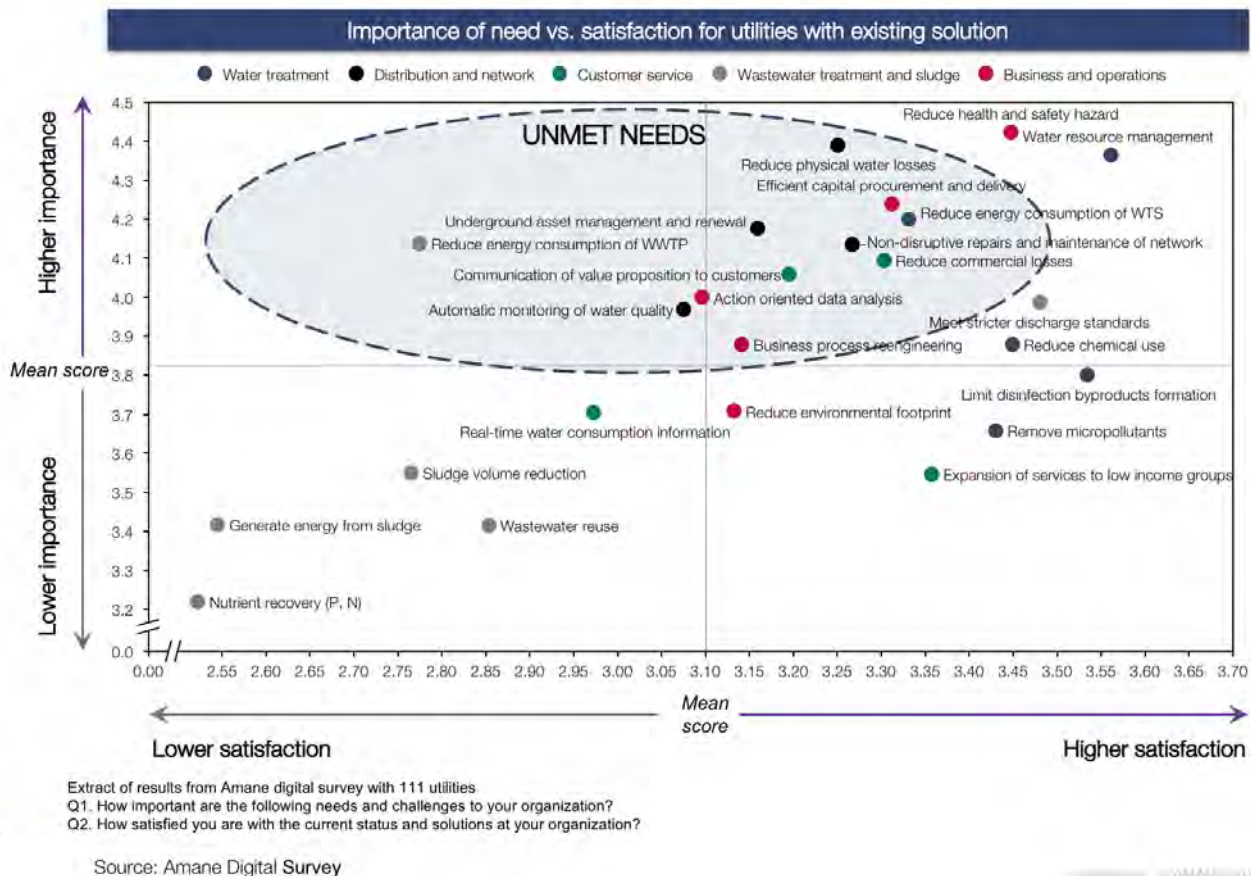 Importance of need vs. satisfaction for utilities with existing solution
Water treatment
Distribution and network
Customer service
Wastewater treatment and sludge
Business and operations
Higher importance
Mean score
Lower importance
4.5
4.4
4.3
4.2
4.1
4.0
3.9
3.8
3.7
3.6
3.5
3.4
3.3
3.2
0.0
UNMET NEEDS
Reduce health and safety hazard
Water resource management
Reduce physical water losses
Efficient capital procurement and delivery
Reduce energy consumption of WTS
Underground asset management and renewal
Reduce energy consumption of WWTP
Non-disruptive repairs and maintenance of network
Reduce commercial losses
Communication of value proposition to customers
Action oriented data analysis
Automatic monitoring of water quality
Meet stricter discharge standards
Business process reengineering
Reduce chemical use
Limit disinfection byproducts formation
Reduce environmental footprint
Real-time water consumption information
Remove micropollutants
Sludge volume reduction
Expansion of services to low income groups
Generate energy from sludge
Wastewater reuse
Nutrient recovery (P, N)
0.00 2.55 2.60 2.65 2.70 2.75 2.80 2.85 2.90 2.95 3.00 3.05 3.10 3.15 3.20 3.25 3.30 3.35 3.40 3.45 3.50 3.55 3.60 3.65 3.70
Mean
score
Lower satisfaction
Higher satisfaction
Extract of results from Amane digital survey with 111 utilities
Q1. How important are the following needs and challenges to your organization?
Q2. How satisfied you are with the current status and solutions at your organization?
Source: Amane Digital Survey